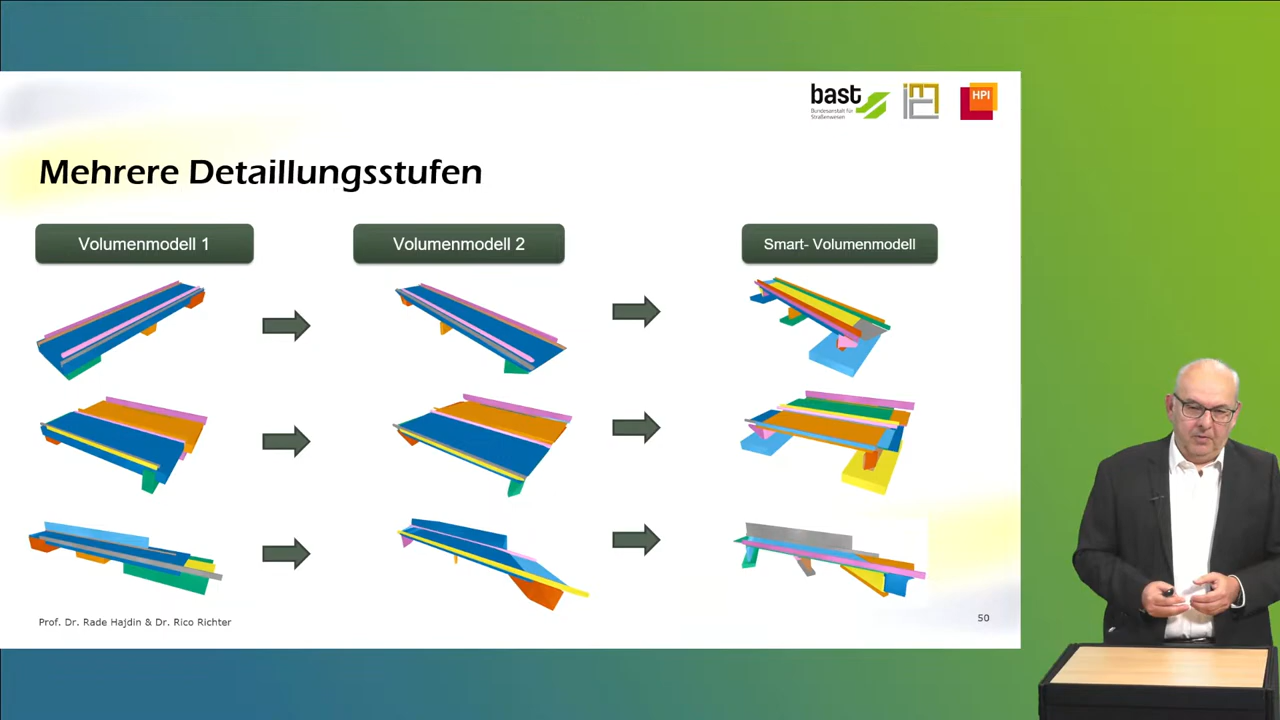 bast
Bundesanstalt für
Straßenwesen
HPI
Mehrere Detaillungsstufen
Volumenmodell 1
Volumenmodell 2
Smart- Volumenmodell
Prof. Dr. Rade Hajdin & Dr. Rico Richter
50